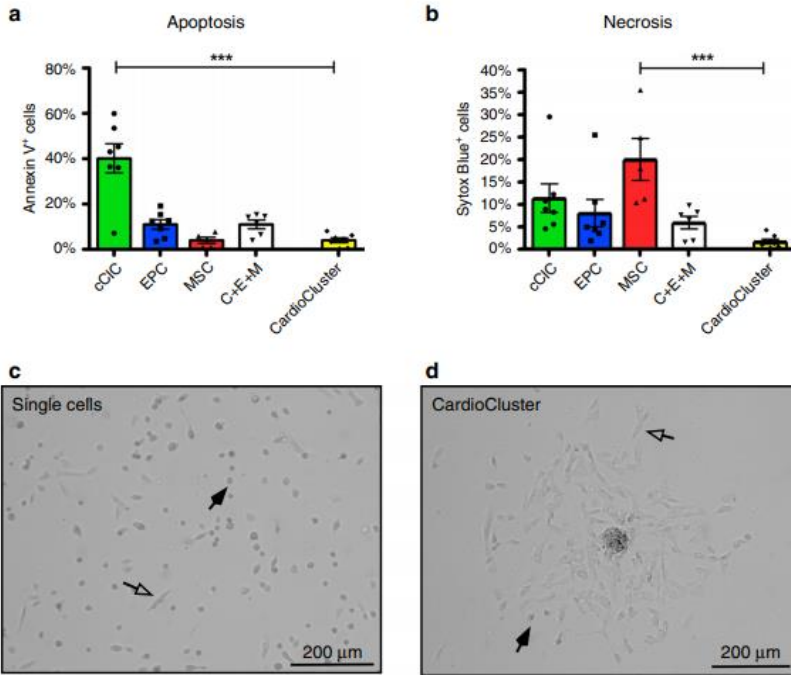 a
Apoptosis
***
Annexin V⁺ cells
80%
60%
40%
20%
0%
cCIC
EPC
MSC
C+E+M
CardioCluster
b
Necrosis
***
Sytox Blue⁺ cells
40%
35%
30%
25%
20%
15%
10%
5%
0%
cCIC
EPC
MSC
C+E+M
CardioCluster
c
Single cells
200 μm
d
CardioCluster
200 μm